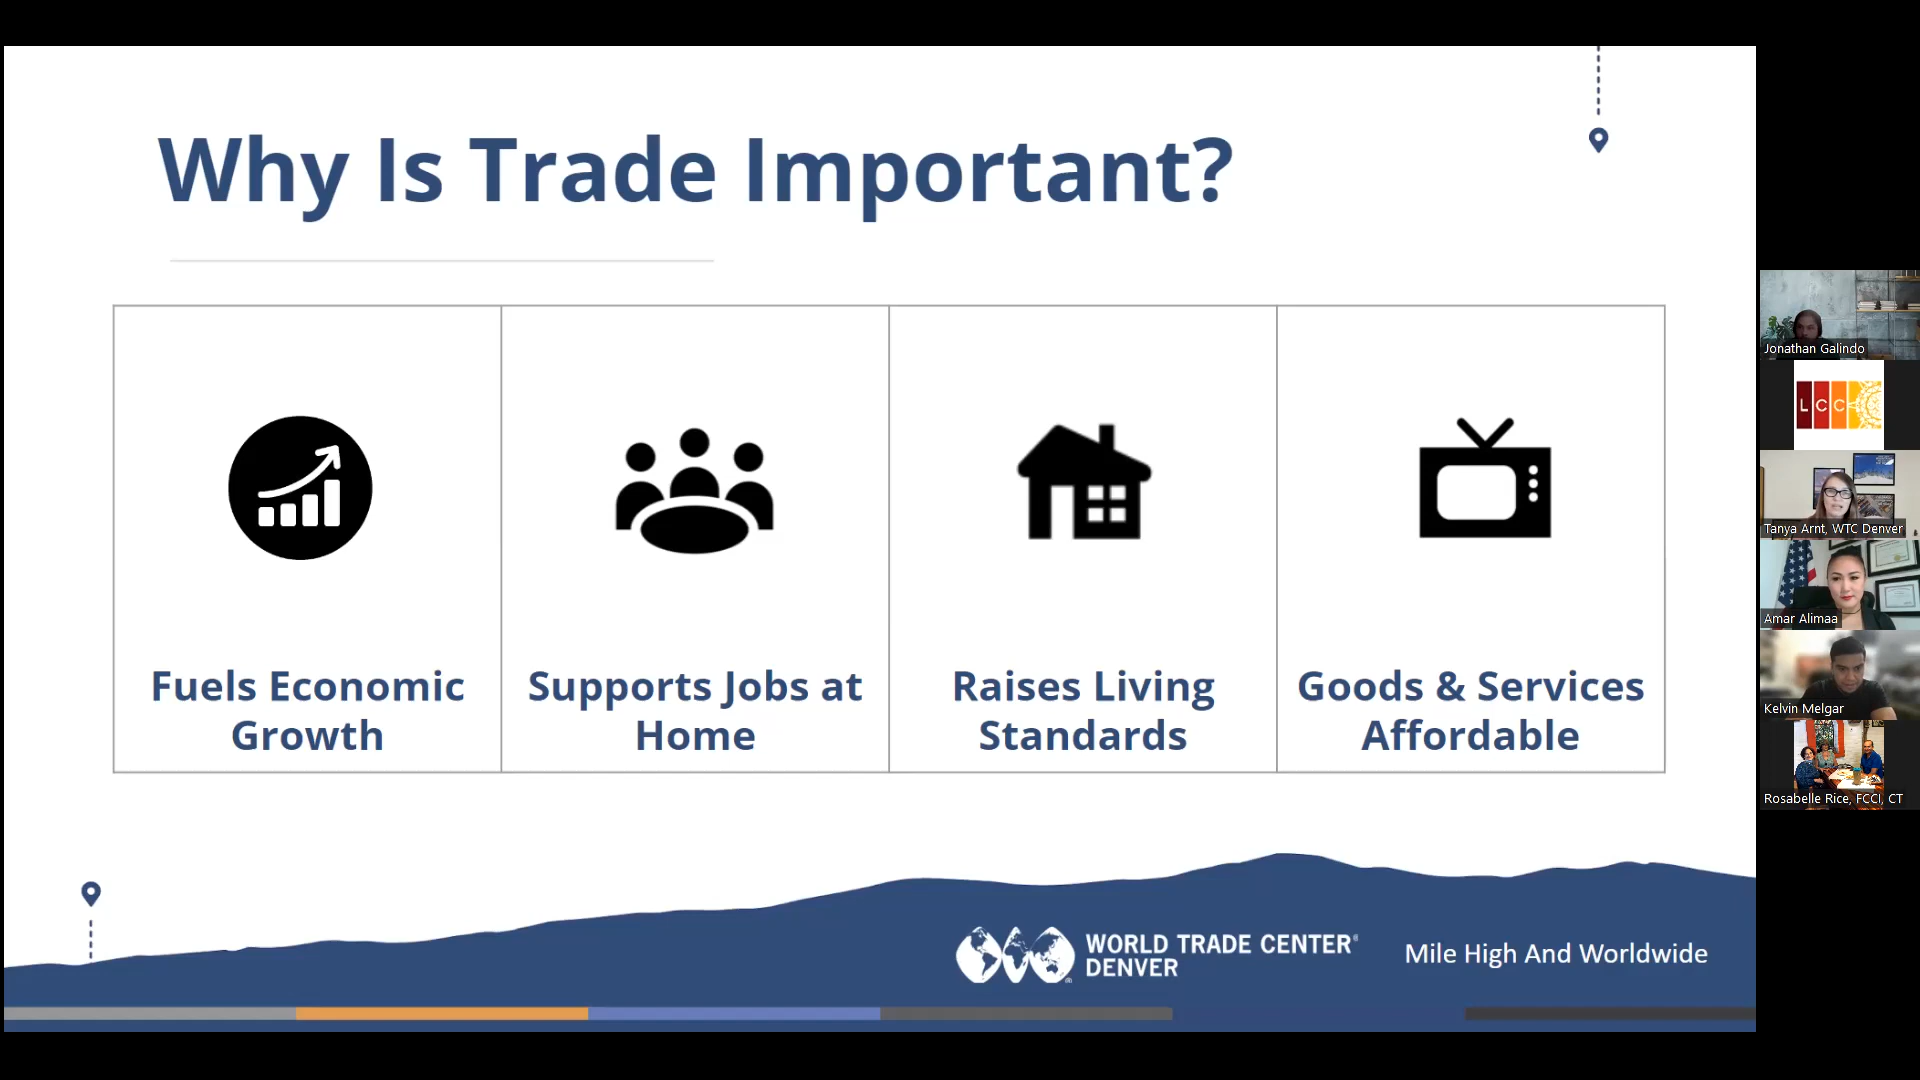 Why Is Trade Important?
Fuels Economic
Growth
Supports Jobs at
Home
Raises Living
Standards
Goods & Services
Affordable
WORLD TRADE CENTER®
DENVER
Mile High And Worldwide
Jonathan Galindo
LCC
Tanya Arnt, WTC Denver
Amar Alimaa
Kelvin Melgar
Rosabelle Rice, FCCI, CT